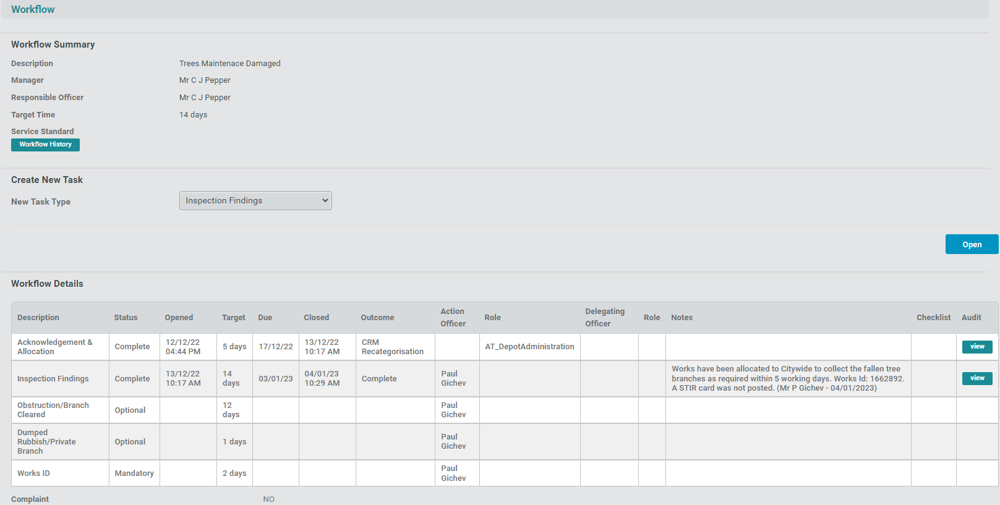 Workflow
Workflow Summary
Description Trees Maintenace Damaged
Manager Mr C J Pepper
Responsible Officer Mr C J Pepper
Target Time 14 days
Service Standard
Workflow History
Create New Task
New Task Type Inspection Findings
Open
Workflow Details
Description Status Opened Target Due Closed Outcome Action Officer Role Delegating Officer Role Notes Checklist Audit
Acknowledgement & Allocation Complete 12/12/22 04:44 PM 5 days 17/12/22 13/12/22 10:17 AM CRM Recategorisation AT_DepotAdministration view
Inspection Findings Complete 13/12/22 10:17 AM 14 days 03/01/23 04/01/23 10:29 AM Complete Paul Gichev Works have been allocated to Citywide to collect the fallen tree
branches as required within 5 working days. Works Id: 1662892.
A STIR card was not posted. (Mr P Gichev - 04/01/2023) view
Obstruction/Branch Cleared Optional 12 days Paul Gichev
Dumped Rubbish/Private Branch Optional 1 days Paul Gichev
Works ID Mandatory 2 days Paul Gichev
Complaint NO